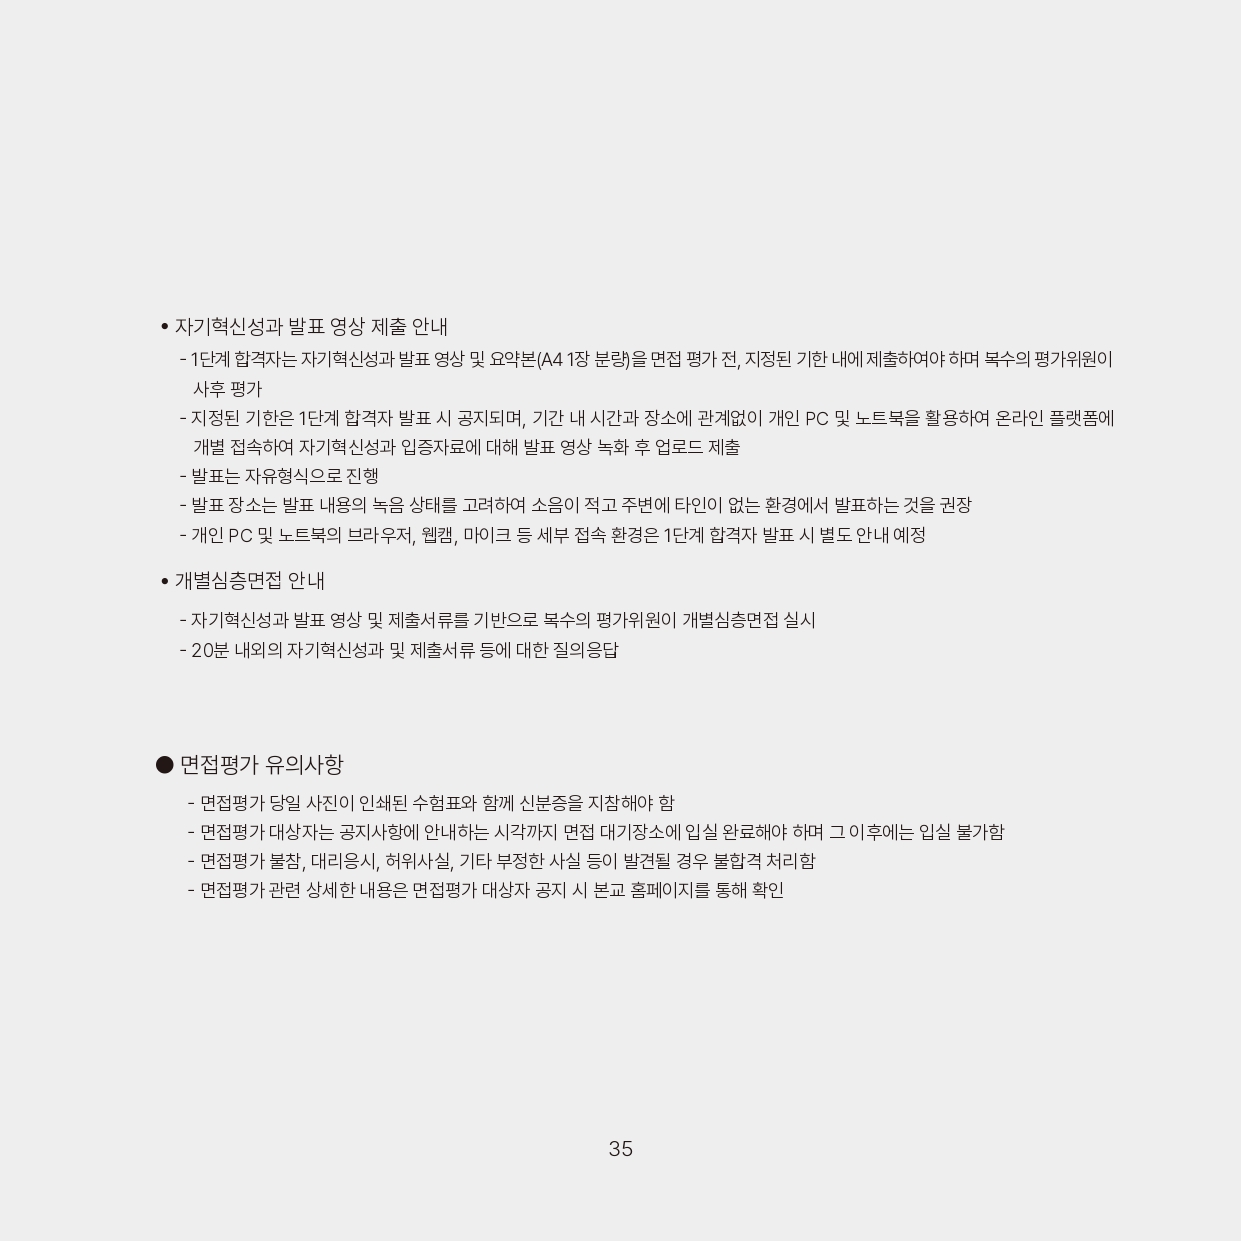 • 자기혁신성과 발표 영상 제출 안내
- 1단계 합격자는 자기혁신성과 발표 영상 및 요약본(A4 1장 분량)을 면접 평가 전, 지정된 기한 내에 제출하여야 하며 복수의 평가위원이
사후 평가
- 지정된 기한은 1단계 합격자 발표 시 공지되며, 기간 내 시간과 장소에 관계없이 개인 PC 및 노트북을 활용하여 온라인 플랫폼에
개별 접속하여 자기혁신성과 입증자료에 대해 발표 영상 녹화 후 업로드 제출
- 발표는 자유형식으로 진행
- 발표 장소는 발표 내용의 녹음 상태를 고려하여 소음이 적고 주변에 타인이 없는 환경에서 발표하는 것을 권장
- 개인 PC 및 노트북의 브라우저, 웹캠, 마이크 등 세부 접속 환경은 1단계 합격자 발표 시 별도 안내 예정
• 개별심층면접 안내
- 자기혁신성과 발표 영상 및 제출서류를 기반으로 복수의 평가위원이 개별심층면접 실시
- 20분 내외의 자기혁신성과 및 제출서류 등에 대한 질의응답
● 면접평가 유의사항
- 면접평가 당일 사진이 인쇄된 수험표와 함께 신분증을 지참해야 함
- 면접평가 대상자는 공지사항에 안내하는 시각까지 면접 대기장소에 입실 완료해야 하며 그 이후에는 입실 불가함
- 면접평가 불참, 대리응시, 허위사실, 기타 부정한 사실 등이 발견될 경우 불합격 처리함
- 면접평가 관련 상세한 내용은 면접평가 대상자 공지 시 본교 홈페이지를 통해 확인
35